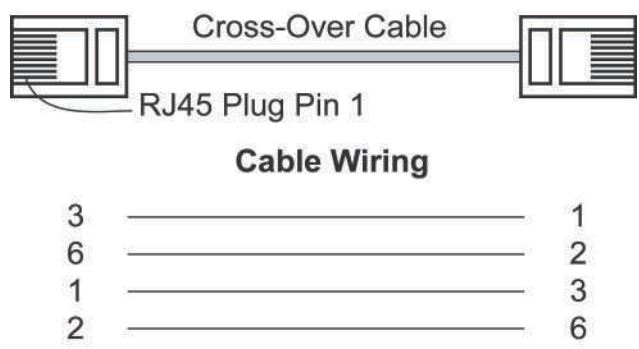 Cross-Over Cable
RJ45 Plug Pin 1
Cable Wiring
3 1
6 2
1 3
2 6